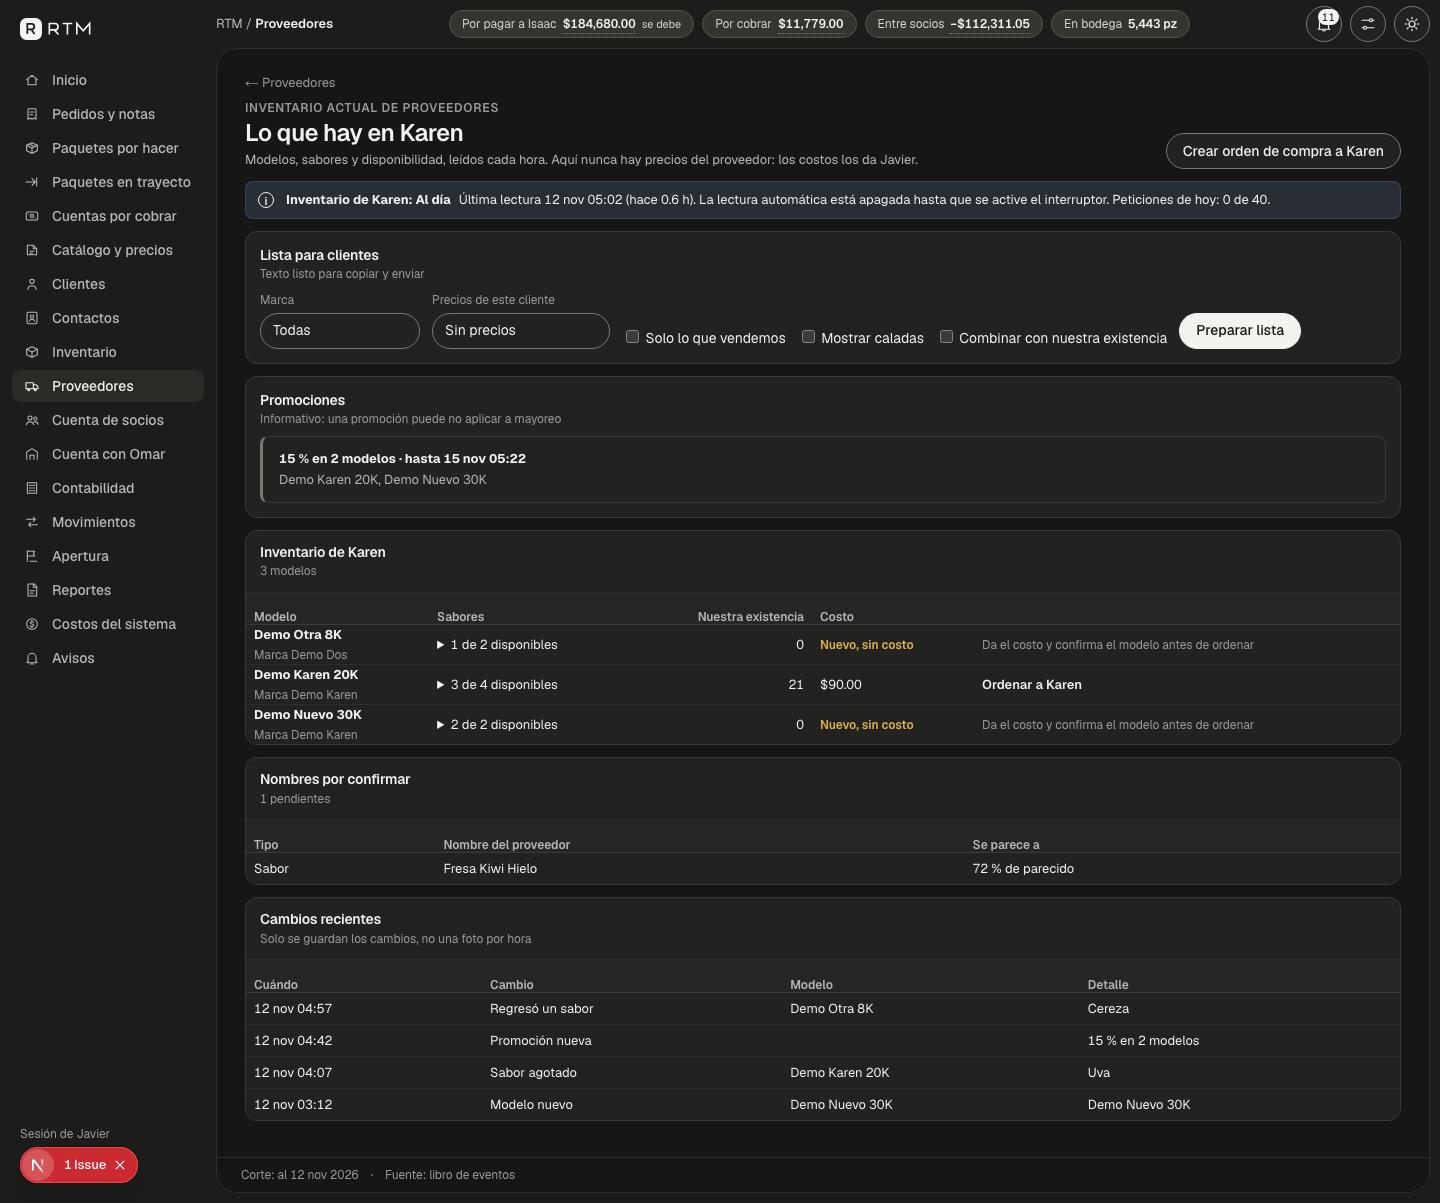 R RTM
RTM / Proveedores
Por pagar a Isaac $184,680.00 se debe
Por cobrar $11,779.00
Entre socios −$112,311.05
En bodega 5,443 pz
11
Inicio
Pedidos y notas
Paquetes por hacer
Paquetes en trayecto
Cuentas por cobrar
Catálogo y precios
Clientes
Contactos
Inventario
Proveedores
Cuenta de socios
Cuenta con Omar
Contabilidad
Movimientos
Apertura
Reportes
Costos del sistema
Avisos
Sesión de Javier
N 1 Issue
← Proveedores
INVENTARIO ACTUAL DE PROVEEDORES
Lo que hay en Karen
Modelos, sabores y disponibilidad, leídos cada hora. Aquí nunca hay precios del proveedor: los costos los da Javier.
Crear orden de compra a Karen
Inventario de Karen: Al día Última lectura 12 nov 05:02 (hace 0.6 h). La lectura automática está apagada hasta que se active el interruptor. Peticiones de hoy: 0 de 40.
Lista para clientes
Texto listo para copiar y enviar
Marca Precios de este cliente
Todas Sin precios Solo lo que vendemos Mostrar caladas Combinar con nuestra existencia Preparar lista
Promociones
Informativo: una promoción puede no aplicar a mayoreo
15 % en 2 modelos · hasta 15 nov 05:22
Demo Karen 20K, Demo Nuevo 30K
Inventario de Karen
3 modelos
Modelo Sabores Nuestra existencia Costo
Demo Otra 8K
Marca Demo Dos
▶ 1 de 2 disponibles 0 Nuevo, sin costo Da el costo y confirma el modelo antes de ordenar
Demo Karen 20K
Marca Demo Karen
▶ 3 de 4 disponibles 21 $90.00 Ordenar a Karen
Demo Nuevo 30K
Marca Demo Karen
▶ 2 de 2 disponibles 0 Nuevo, sin costo Da el costo y confirma el modelo antes de ordenar
Nombres por confirmar
1 pendientes
Tipo Nombre del proveedor Se parece a
Sabor Fresa Kiwi Hielo 72 % de parecido
Cambios recientes
Solo se guardan los cambios, no una foto por hora
Cuándo Cambio Modelo Detalle
12 nov 04:57 Regresó un sabor Demo Otra 8K Cereza
12 nov 04:42 Promoción nueva 15 % en 2 modelos
12 nov 04:07 Sabor agotado Demo Karen 20K Uva
12 nov 03:12 Modelo nuevo Demo Nuevo 30K Demo Nuevo 30K
Corte: al 12 nov 2026 · Fuente: libro de eventos